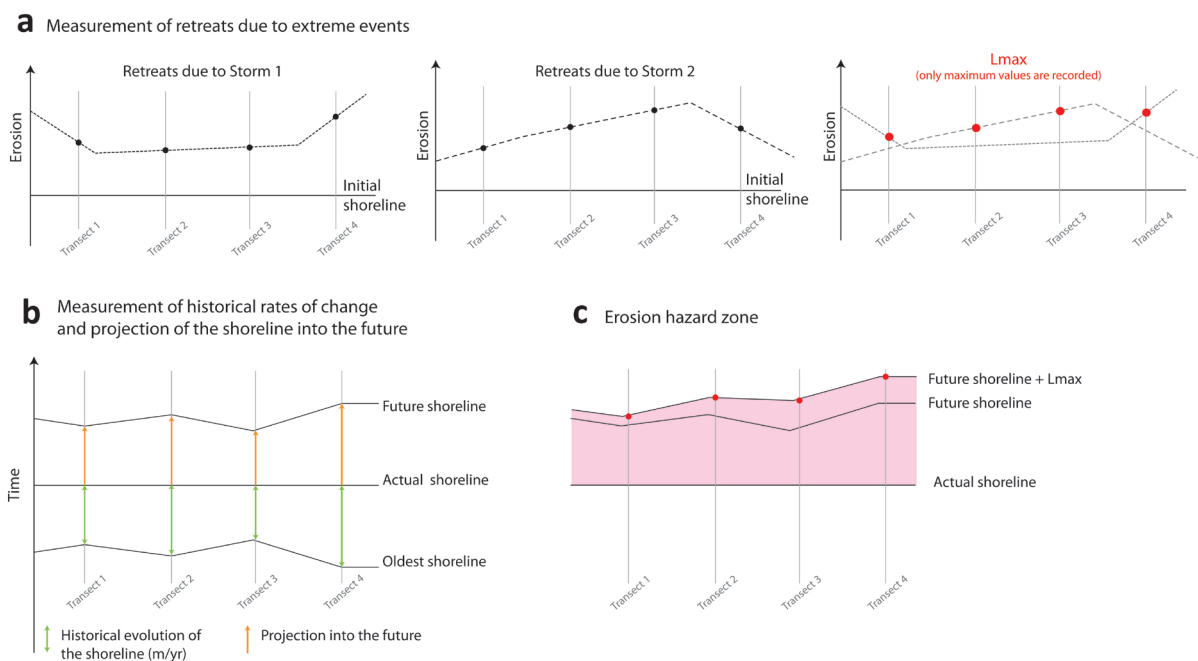 a Measurement of retreats due to extreme events
Retreats due to Storm 1
Erosion
Initial
shoreline
Transect 1
Transect 2
Transect 3
Transect 4
Retreats due to Storm 2
Erosion
Initial
shoreline
Transect 1
Transect 2
Transect 3
Transect 4
Lmax
(only maximum values are recorded)
Erosion
Transect 1
Transect 2
Transect 3
Transect 4
b Measurement of historical rates of change
and projection of the shoreline into the future
Time
Future shoreline
Actual shoreline
Oldest shoreline
Transect 1
Transect 2
Transect 3
Transect 4
Historical evolution of
the shoreline (m/yr)
Projection into the future
c Erosion hazard zone
Future shoreline + Lmax
Future shoreline
Actual shoreline
Transect 1
Transect 2
Transect 3
Transect 4